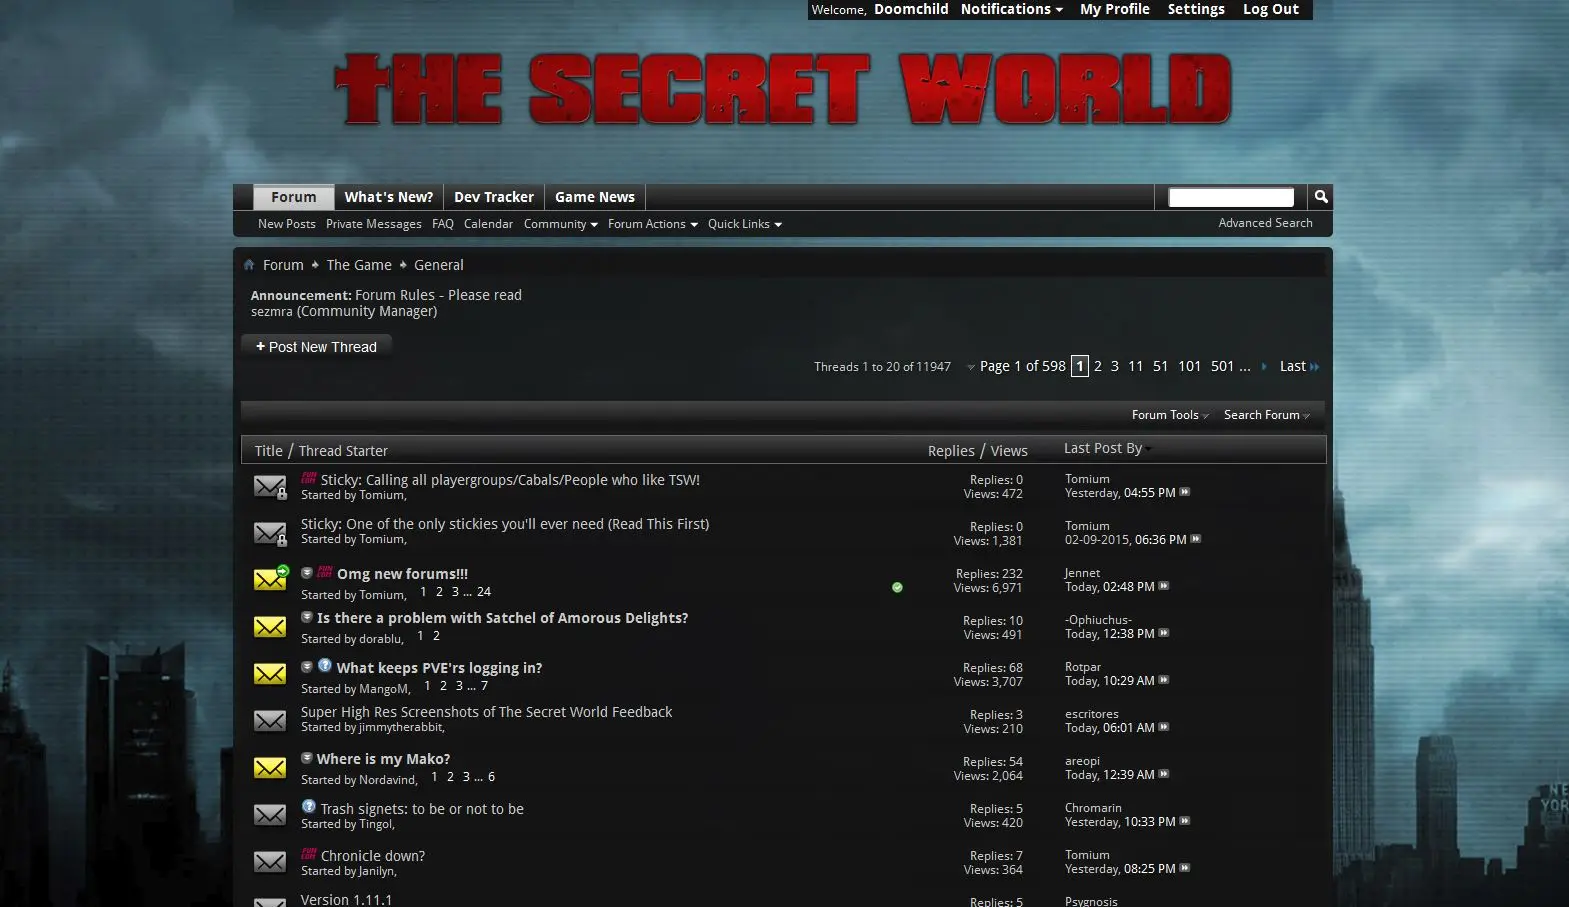 Welcome, Doomchild Notifications My Profile Settings Log Out
THE SECRET WORLD
Forum What's New? Dev Tracker Game News
New Posts Private Messages FAQ Calendar Community Forum Actions Quick Links Advanced Search
Forum The Game General
Announcement: Forum Rules - Please read
sezmra (Community Manager)
+ Post New Thread
Threads 1 to 20 of 11947 Page 1 of 598 1 2 3 11 51 101 501 ... Last
Forum Tools Search Forum
Title / Thread Starter Replies / Views Last Post By
FUNCOM Sticky: Calling all playergroups/Cabals/People who like TSW! Replies: 0 Tomium
Started by Tomium, Views: 472 Yesterday, 04:55 PM
Sticky: One of the only stickies you'll ever need (Read This First) Replies: 0 Tomium
Started by Tomium, Views: 1,381 02-09-2015, 06:36 PM
FUNCOM Omg new forums!!! Replies: 232 Jennet
Started by Tomium, 1 2 3 ... 24 Views: 6,971 Today, 02:48 PM
Is there a problem with Satchel of Amorous Delights? Replies: 10 -Ophiuchus-
Started by dorablu, 1 2 Views: 491 Today, 12:38 PM
What keeps PVE'rs logging in? Replies: 68 Rotpar
Started by MangoM, 1 2 3 ... 7 Views: 3,707 Today, 10:29 AM
Super High Res Screenshots of The Secret World Feedback Replies: 3 escritores
Started by jimmytherabbit, Views: 210 Today, 06:01 AM
Where is my Mako? Replies: 54 areopi
Started by Nordavind, 1 2 3 ... 6 Views: 2,064 Today, 12:39 AM
Trash signets: to be or not to be Replies: 5 Chromarin
Started by Tingol, Views: 420 Yesterday, 10:33 PM
FUNCOM Chronicle down? Replies: 7 Tomium
Started by Janilyn, Views: 364 Yesterday, 08:25 PM
Version 1.11.1 Replies: 5 Psygnosis
NEW
YORK